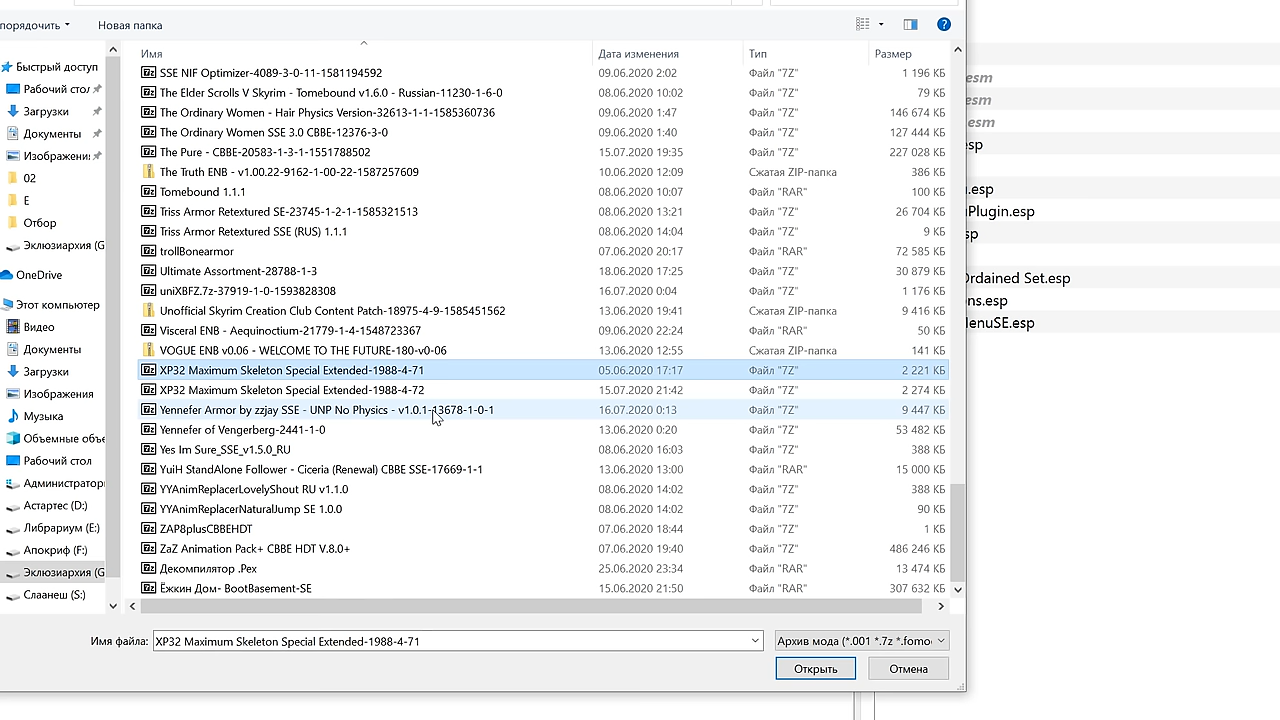 порядочить
Новая папка
Имя
Дата изменения
Тип
Размер
SSE NIF Optimizer-4089-3-0-11-1581194592 09.06.2020 2:02 Файл "7Z" 1 196 КБ
The Elder Scrolls V Skyrim - Tomebound v1.6.0 - Russian-11230-1-6-0 08.06.2020 10:02 Файл "7Z" 79 КБ
The Ordinary Women - Hair Physics Version-32613-1-1-1585360736 09.06.2020 1:47 Файл "7Z" 146 674 КБ
The Ordinary Women SSE 3.0 CBBE-12376-3-0 09.06.2020 1:40 Файл "7Z" 127 444 КБ
The Pure - CBBE-20583-1-3-1-1551788502 15.07.2020 19:35 Файл "7Z" 227 028 КБ
The Truth ENB - v1.00.22-9162-1-00-22-1587257609 10.06.2020 12:09 Сжатая ZIP-папка 386 КБ
Tomebound 1.1.1 08.06.2020 10:07 Файл "RAR" 100 КБ
Triss Armor Retextured SE-23745-1-2-1-1585321513 08.06.2020 13:21 Файл "7Z" 26 704 КБ
Triss Armor Retextured SSE (RUS) 1.1.1 08.06.2020 14:04 Файл "7Z" 9 КБ
trollBonearmor 07.06.2020 20:17 Файл "RAR" 72 585 КБ
Ultimate Assortment-28788-1-3 18.06.2020 17:25 Файл "7Z" 30 879 КБ
uniXBFZ.7z-37919-1-0-1593828308 16.07.2020 0:04 Файл "7Z" 1 176 КБ
Unofficial Skyrim Creation Club Content Patch-18975-4-9-1585451562 13.06.2020 19:41 Сжатая ZIP-папка 9 416 КБ
Visceral ENB - Aequinoctium-21779-1-4-1548723367 09.06.2020 22:24 Файл "RAR" 50 КБ
VOGUE ENB v0.06 - WELCOME TO THE FUTURE-180-v0-06 13.06.2020 12:55 Сжатая ZIP-папка 141 КБ
XP32 Maximum Skeleton Special Extended-1988-4-71 05.06.2020 17:17 Файл "7Z" 2 221 КБ
XP32 Maximum Skeleton Special Extended-1988-4-72 15.07.2020 21:42 Файл "7Z" 2 274 КБ
Yennefer Armor by zzjay SSE - UNP No Physics - v1.0.1-13678-1-0-1 16.07.2020 0:13 Файл "7Z" 9 447 КБ
Yennefer of Vengerberg-2441-1-0 13.06.2020 0:20 Файл "7Z" 53 482 КБ
Yes Im Sure_SSE_v1.5.0_RU 08.06.2020 16:03 Файл "7Z" 388 КБ
YuiH StandAlone Follower - Ciceria (Renewal) CBBE SSE-17669-1-1 13.06.2020 13:00 Файл "RAR" 15 000 КБ
YYAnimReplacerLovelyShout RU v1.1.0 08.06.2020 14:02 Файл "7Z" 388 КБ
YYAnimReplacerNaturalJump SE 1.0.0 08.06.2020 14:02 Файл "7Z" 90 КБ
ZAP8plusCBBEHDT 07.06.2020 18:44 Файл "7Z" 1 КБ
ZaZ Animation Pack+ CBBE HDT V.8.0+ 07.06.2020 19:40 Файл "7Z" 486 246 КБ
Декомпилятор .Pex 25.06.2020 23:34 Файл "RAR" 13 474 КБ
Ёжкин Дом- BootBasement-SE 15.06.2020 21:50 Файл "RAR" 307 632 КБ
Быстрый доступ
Рабочий стол
Загрузки
Документы
Изображени
02
E
Отбор
Эклюзиархия (G
OneDrive
Этот компьютер
Видео
Документы
Загрузки
Изображения
Музыка
Объемные объе
Рабочий стол
Администратор
Астартес (D:)
Либрариум (E:)
Апокриф (F:)
Эклюзиархия (G
Слаанеш (S:)
Имя файла:
XP32 Maximum Skeleton Special Extended-1988-4-71
Архив мода (*.001 *.7z *.fomo
Открыть
Отмена
esm
esm
esm
esp
.esp
Plugin.esp
sp
Ordained Set.esp
ns.esp
enuSE.esp